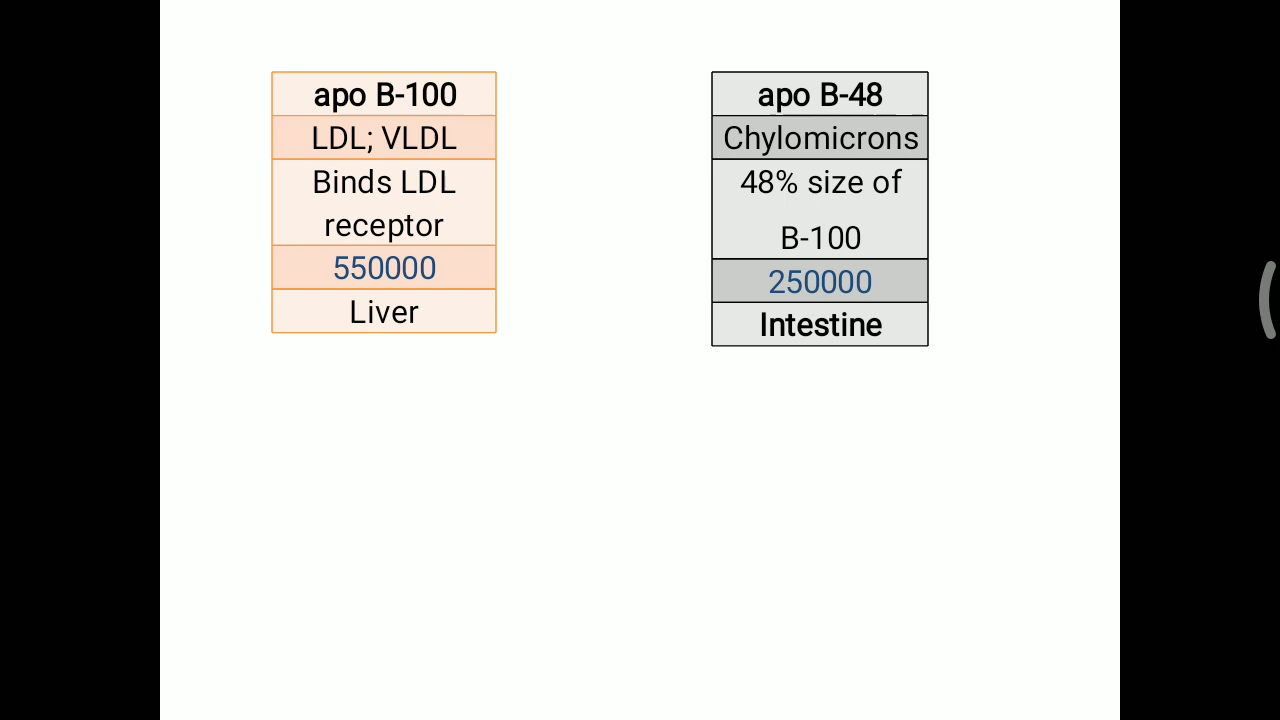 apo B-100
LDL; VLDL
Binds LDL
receptor
550000
Liver
apo B-48
Chylomicrons
48% size of
B-100
250000
Intestine